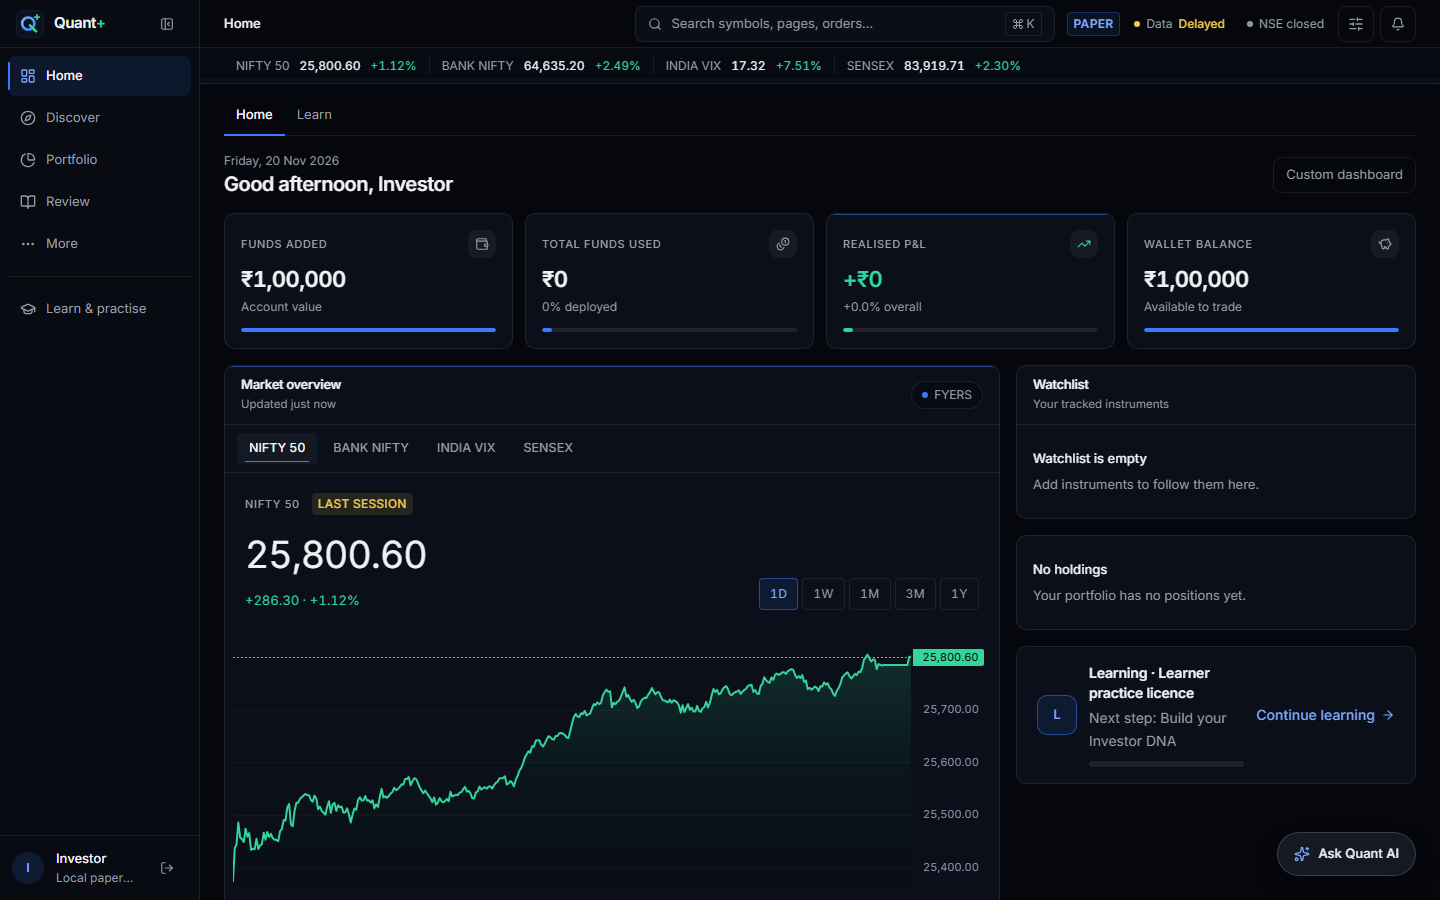 Quant+
Home
Search symbols, pages, orders...
⌘ K
PAPER
Data Delayed
NSE closed
NIFTY 50 25,800.60 +1.12%
BANK NIFTY 64,635.20 +2.49%
INDIA VIX 17.32 +7.51%
SENSEX 83,919.71 +2.30%
Home
Discover
Portfolio
Review
More
Learn & practise
Investor
Local paper...
I
Home
Learn
Friday, 20 Nov 2026
Good afternoon, Investor
Custom dashboard
FUNDS ADDED
₹1,00,000
Account value
TOTAL FUNDS USED
₹0
0% deployed
REALISED P&L
+₹0
+0.0% overall
WALLET BALANCE
₹1,00,000
Available to trade
Market overview
Updated just now
FYERS
NIFTY 50
BANK NIFTY
INDIA VIX
SENSEX
NIFTY 50 LAST SESSION
25,800.60
+286.30 · +1.12%
1D
1W
1M
3M
1Y
25,800.60
25,700.00
25,600.00
25,500.00
25,400.00
Watchlist
Your tracked instruments
Watchlist is empty
Add instruments to follow them here.
No holdings
Your portfolio has no positions yet.
L
Learning · Learner
practice licence
Next step: Build your
Investor DNA
Continue learning →
Ask Quant AI